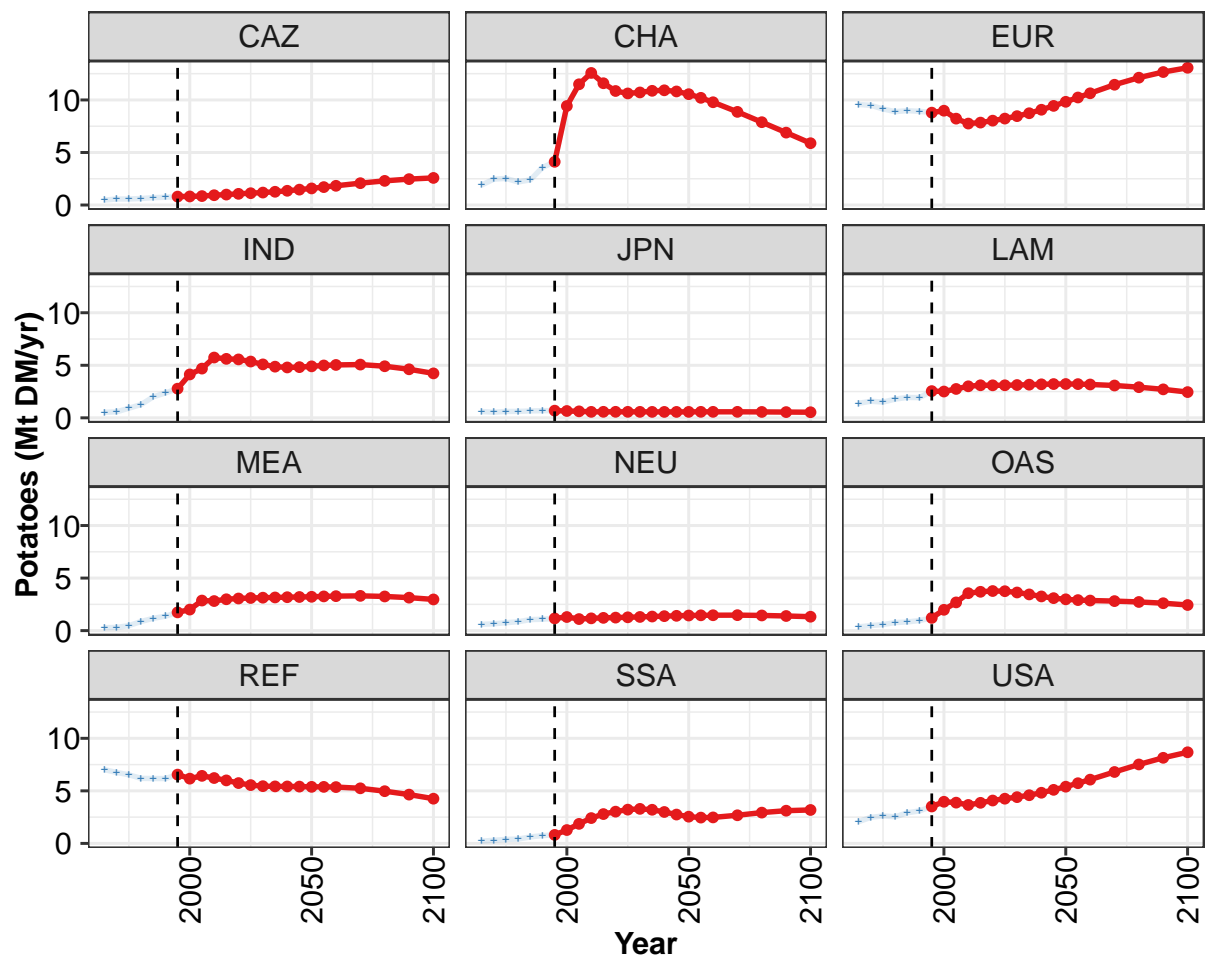 CAZ CHA EUR
10
5
0
IND JPN LAM
10
5
0
MEA NEU OAS
10
5
0
REF SSA USA
10
5
0
2000 2050 2100 2000 2050 2100 2000 2050 2100
Year
Potatoes (Mt DM/yr)